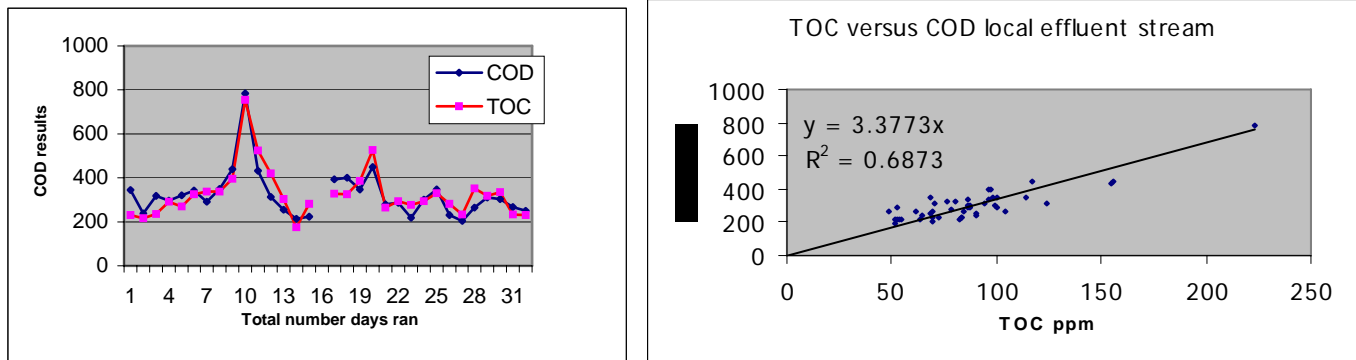 1000
800
600
400
200
0
COD results
COD
TOC
1 4 7 10 13 16 19 22 25 28 31
Total number days ran
TOC versus COD local effluent stream
1000
800
600
400
200
0
y = 3.3773x
R² = 0.6873
0 50 100 150 200 250
TOC ppm